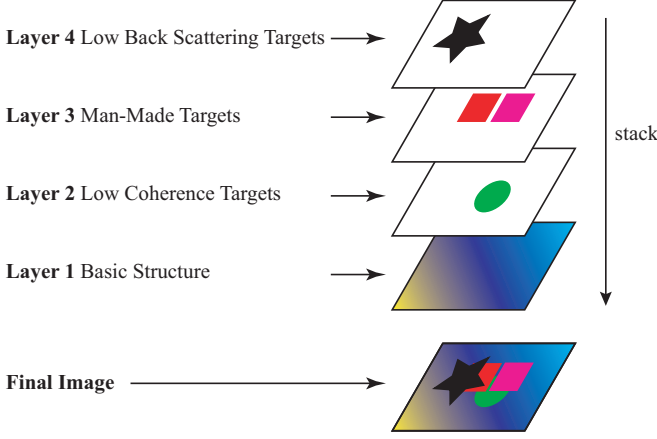 Layer 4 Low Back Scattering Targets
Layer 3 Man-Made Targets
stack
Layer 2 Low Coherence Targets
Layer 1 Basic Structure
Final Image